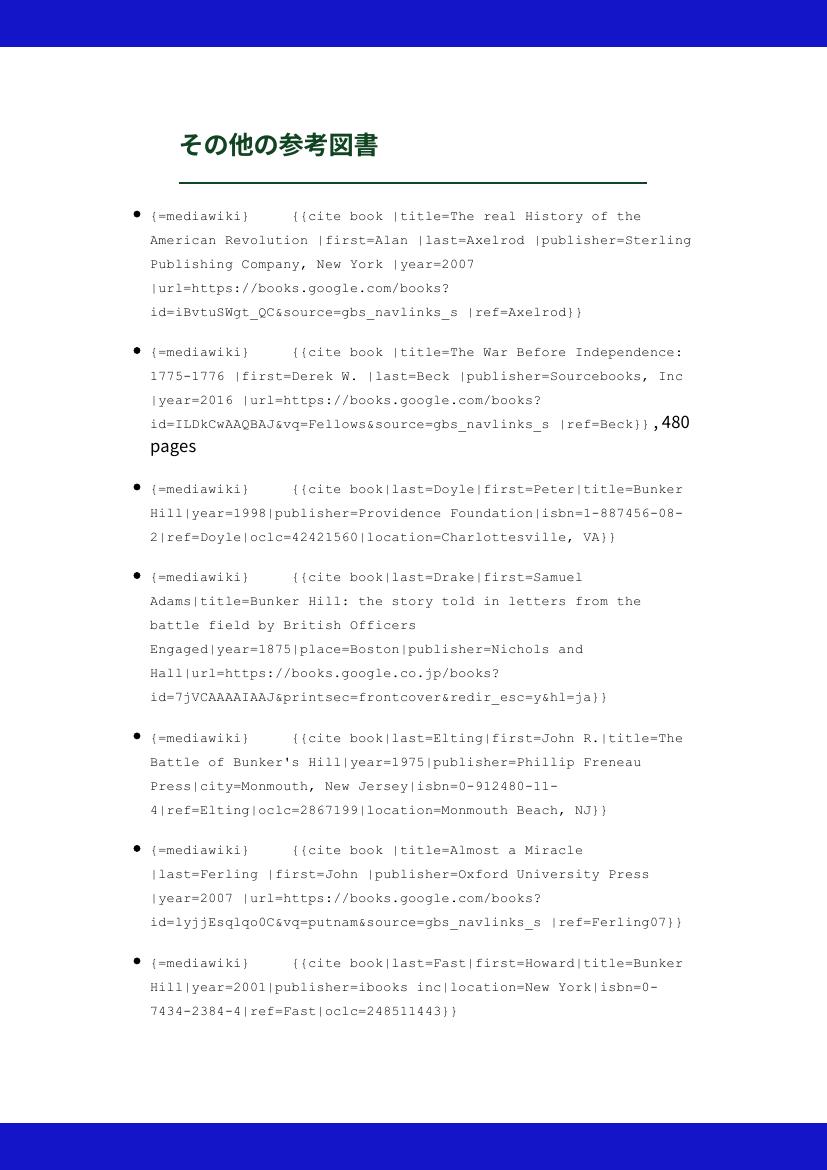 その他の参考図書
{=mediawiki} {{cite book |title=The real History of the
American Revolution |first=Alan |last=Axelrod |publisher=Sterling
Publishing Company, New York |year=2007
|url=https://books.google.com/books?
id=iBvtuSWgt_QC&source=gbs_navlinks_s |ref=Axelrod}}
{=mediawiki} {{cite book |title=The War Before Independence:
1775-1776 |first=Derek W. |last=Beck |publisher=Sourcebooks, Inc
|year=2016 |url=https://books.google.com/books?
id=ILDkCwAAQBAJ&vq=Fellows&source=gbs_navlinks_s |ref=Beck}} , 480
pages
{=mediawiki} {{cite book|last=Doyle|first=Peter|title=Bunker
Hill|year=1998|publisher=Providence Foundation|isbn=1-887456-08-
2|ref=Doyle|oclc=42421560|location=Charlottesville, VA}}
{=mediawiki} {{cite book|last=Drake|first=Samuel
Adams|title=Bunker Hill: the story told in letters from the
battle field by British Officers
Engaged|year=1875|place=Boston|publisher=Nichols and
Hall|url=https://books.google.co.jp/books?
id=7jVCAAAAIAAJ&printsec=frontcover&redir_esc=y&hl=ja}}
{=mediawiki} {{cite book|last=Elting|first=John R.|title=The
Battle of Bunker's Hill|year=1975|publisher=Phillip Freneau
Press|city=Monmouth, New Jersey|isbn=0-912480-11-
4|ref=Elting|oclc=2867199|location=Monmouth Beach, NJ}}
{=mediawiki} {{cite book |title=Almost a Miracle
|last=Ferling |first=John |publisher=Oxford University Press
|year=2007 |url=https://books.google.com/books?
id=lyjjEsqlqo0C&vq=putnam&source=gbs_navlinks_s |ref=Ferling07}}
{=mediawiki} {{cite book|last=Fast|first=Howard|title=Bunker
Hill|year=2001|publisher=ibooks inc|location=New York|isbn=0-
7434-2384-4|ref=Fast|oclc=248511443}}